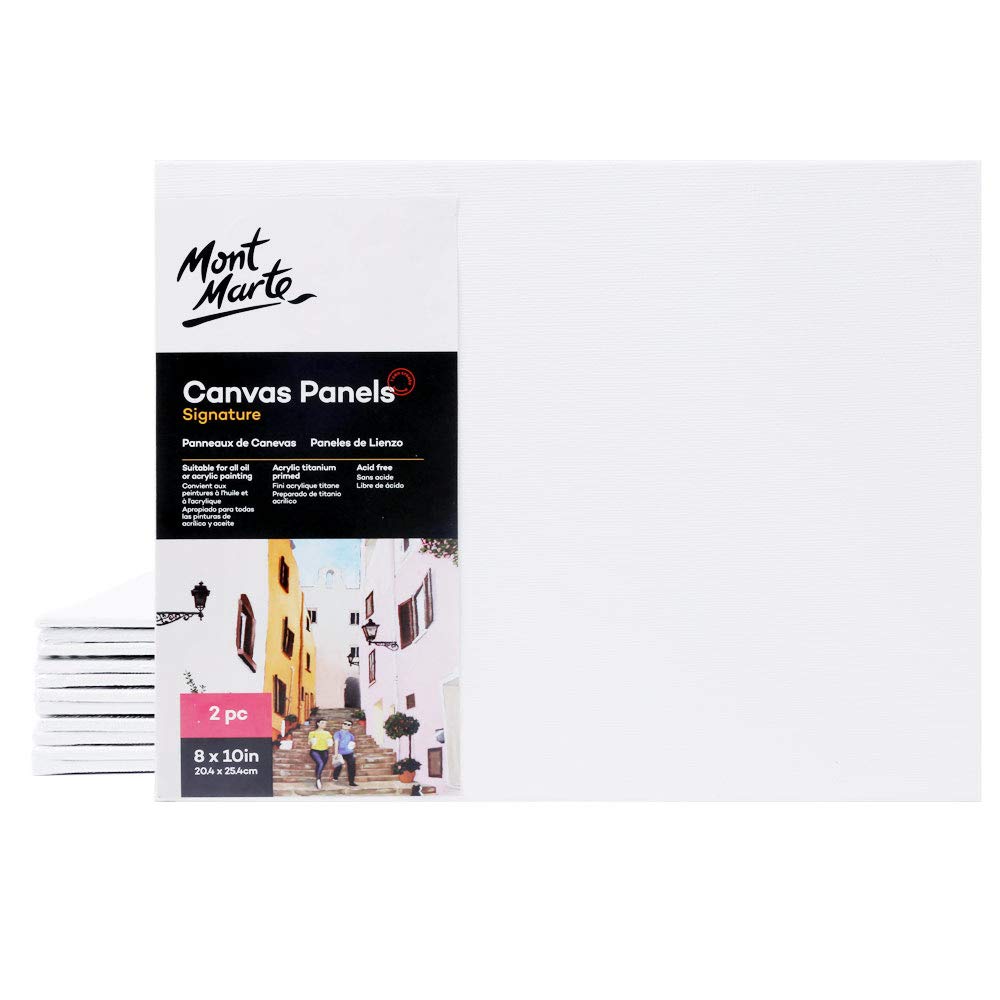 Mont
Marte
Canvas Panels
Signature
Panneaux de Canevas Paneles de Lienzo
Suitable for all oil
or acrylic painting
Convient aux
peintures à l'huile et
à l'acrylique
Apropiado para todas
las pinturas de
acrílico y aceite
Acrylic titanium
primed
Fini acrylique titane
Preparado de titanio
acrílico
Acid free
Sans acide
Libre de ácido
2 pc
8 x 10in
20.4 x 25.4cm